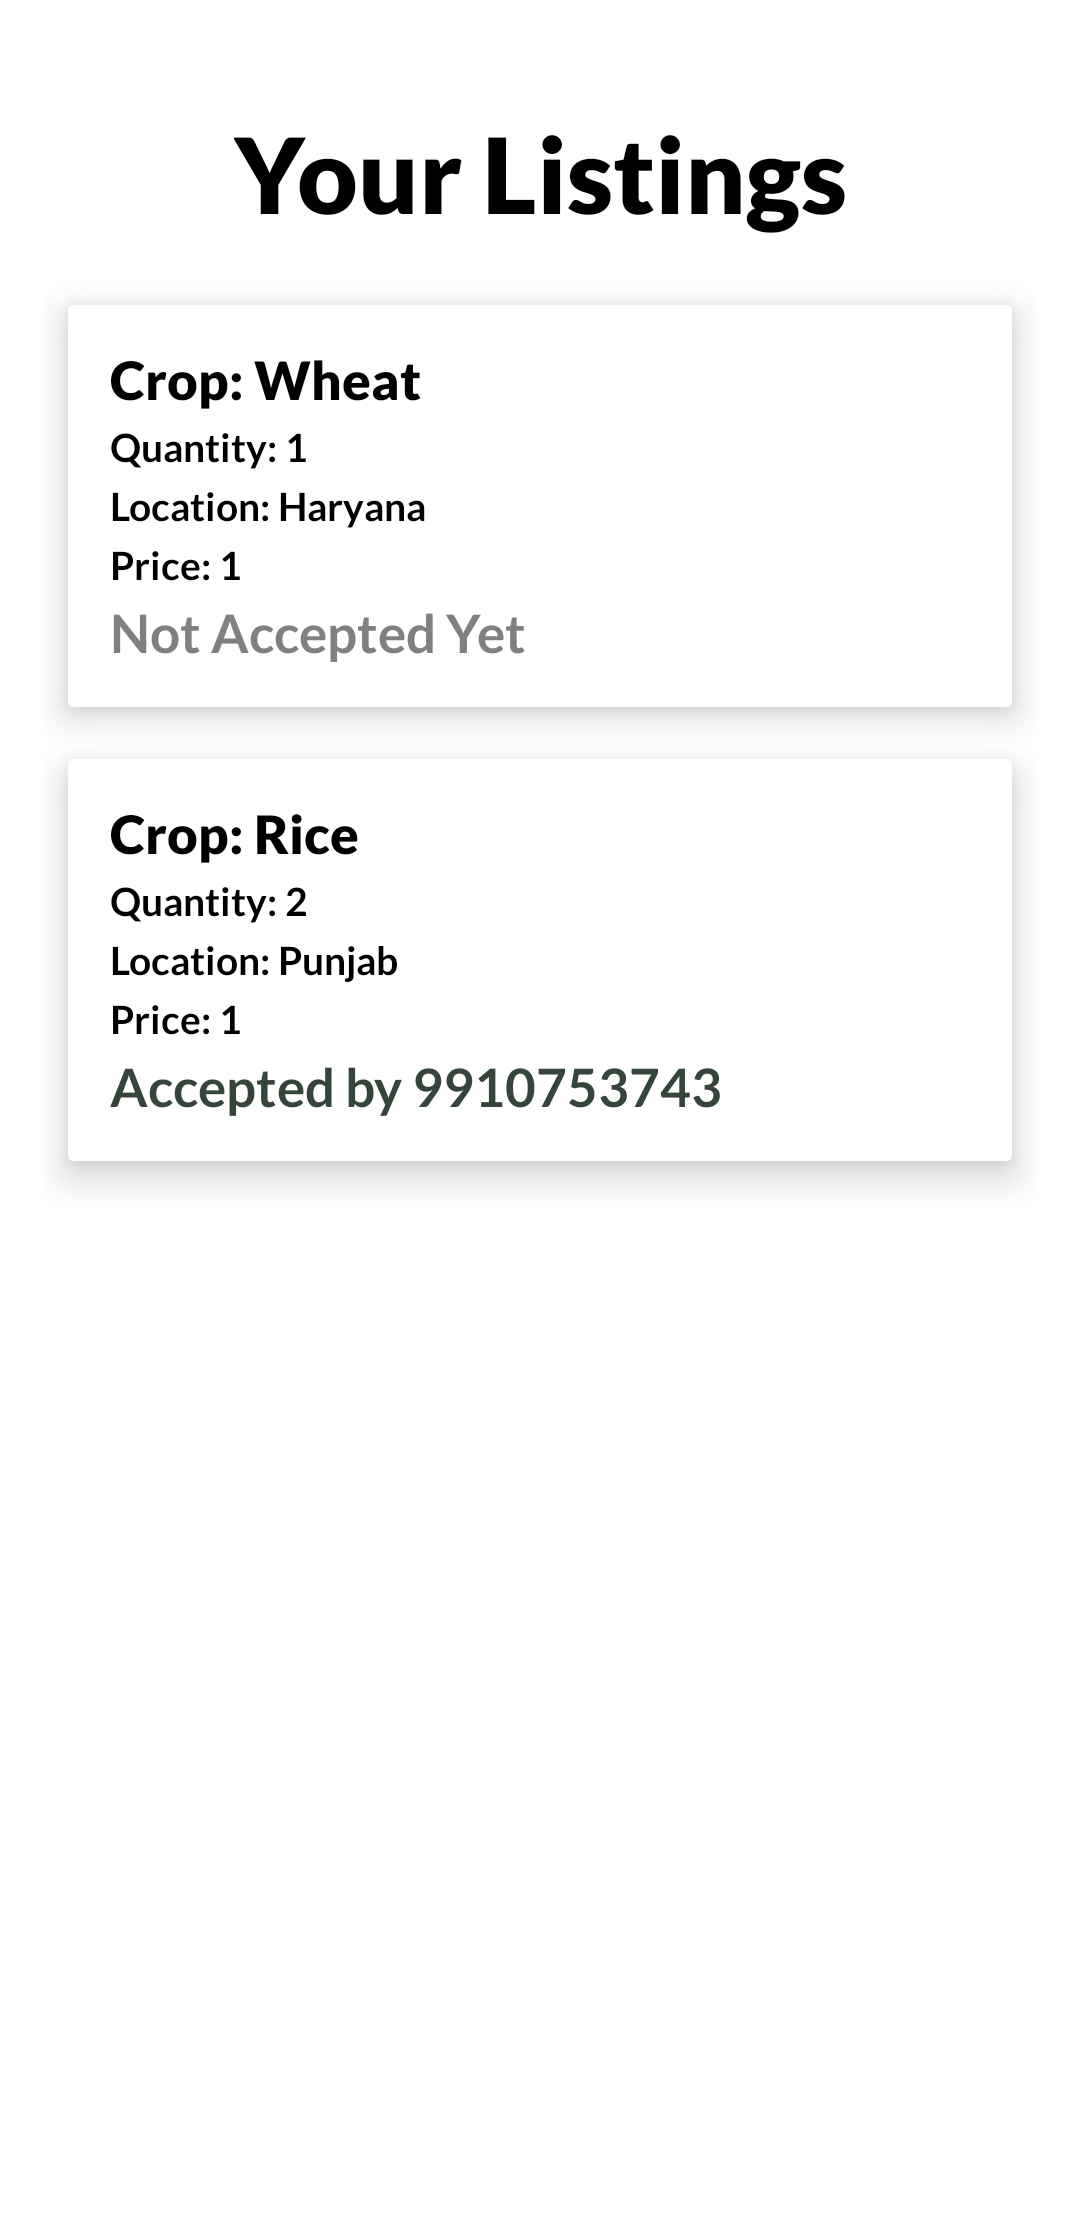 Your Listings
Crop: Wheat
Quantity: 1
Location: Haryana
Price: 1
Not Accepted Yet
Crop: Rice
Quantity: 2
Location: Punjab
Price: 1
Accepted by 9910753743